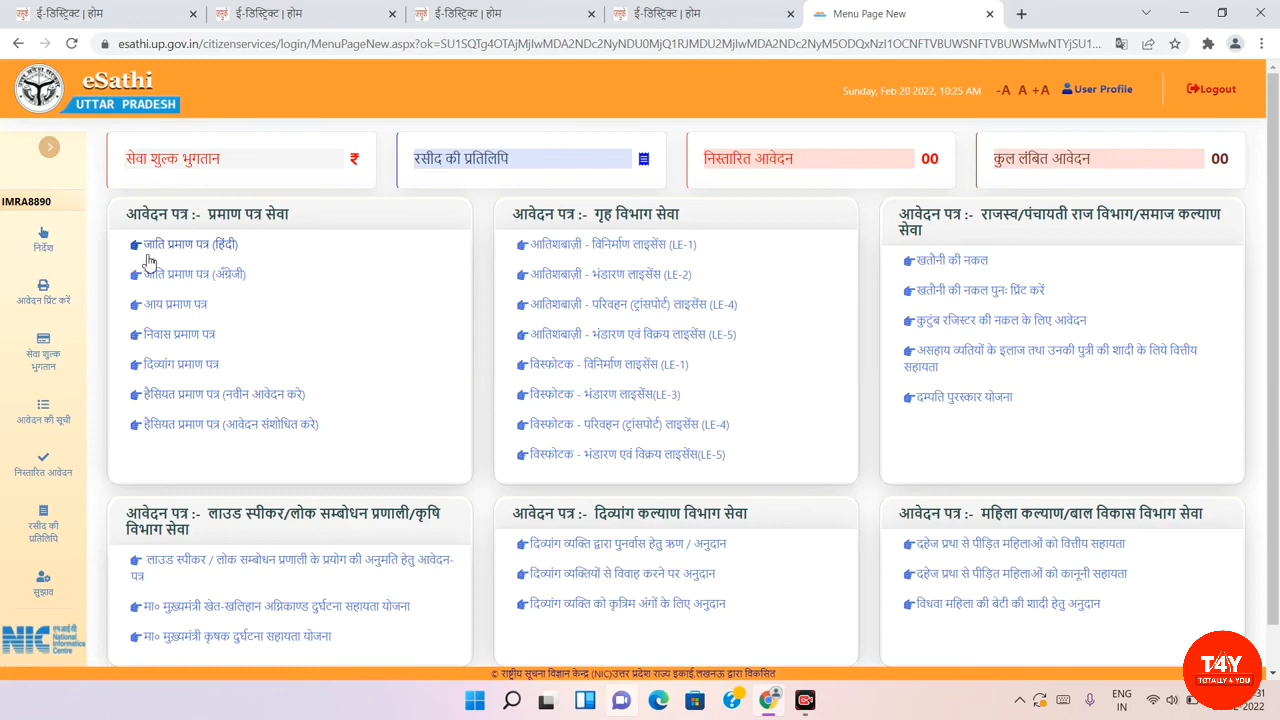 ई-डिस्ट्रिक्ट | होम
ई-डिस्ट्रिक्ट | होम
ई-डिस्ट्रिक्ट | होम
ई-डिस्ट्रिक्ट | होम
Menu Page New
eSathi
UTTAR PRADESH
Sunday, Feb 20 2022, 10:25 AM -A A +A User Profile Logout
सेवा शुल्क भुगतान ₹
रसीद की प्रतिलिपि
निस्तारित आवेदन 00
कुल लंबित आवेदन 00
IMRA8890
निर्देश
आवेदन प्रिंट करें
सेवा शुल्क
भुगतान
आवेदन की सूची
निस्तारित आवेदन
रसीद की
प्रतिलिपि
सुझाव
एन आई सी
National
Informatics
Centre
आवेदन पत्र :- प्रमाण पत्र सेवा
जाति प्रमाण पत्र (हिंदी)
जाति प्रमाण पत्र (अँग्रेजी)
आय प्रमाण पत्र
निवास प्रमाण पत्र
दिव्यांग प्रमाण पत्र
हैसियत प्रमाण पत्र (नवीन आवेदन करे)
हैसियत प्रमाण पत्र (आवेदन संशोधित करे)
आवेदन पत्र :- गृह विभाग सेवा
आतिशबाज़ी - विनिर्माण लाइसेंस (LE-1)
आतिशबाज़ी - भंडारण लाइसेंस (LE-2)
आतिशबाज़ी - परिवहन (ट्रांसपोर्ट) लाइसेंस (LE-4)
आतिशबाज़ी - भंडारण एवं विक्रय लाइसेंस (LE-5)
विस्फोटक - विनिर्माण लाइसेंस (LE-1)
विस्फोटक - भंडारण लाइसेंस(LE-3)
विस्फोटक - परिवहन (ट्रांसपोर्ट) लाइसेंस (LE-4)
विस्फोटक - भंडारण एवं विक्रय लाइसेंस(LE-5)
आवेदन पत्र :- राजस्व/पंचायती राज विभाग/समाज कल्याण
सेवा
खतौनी की नकल
खतौनी की नकल पुनः प्रिंट करें
कुटुंब रजिस्टर की नकल के लिए आवेदन
असहाय व्यतियों के इलाज तथा उनकी पुत्री की शादी के लिये वित्तीय
सहायता
दम्पति पुरस्कार योजना
आवेदन पत्र :- लाउड स्पीकर/लोक सम्बोधन प्रणाली/कृषि
विभाग सेवा
लाउड स्पीकर / लोक सम्बोधन प्रणाली के प्रयोग की अनुमति हेतु आवेदन-
पत्र
मा० मुख्यमंत्री खेत-खलिहान अग्निकाण्ड दुर्घटना सहायता योजना
मा० मुख्यमंत्री कृषक दुर्घटना सहायता योजना
आवेदन पत्र :- दिव्यांग कल्याण विभाग सेवा
दिव्यांग व्यक्ति द्वारा पुनर्वास हेतु ऋण / अनुदान
दिव्यांग व्यक्तियों से विवाह करने पर अनुदान
दिव्यांग व्यक्ति को कृत्रिम अंगों के लिए अनुदान
आवेदन पत्र :- महिला कल्याण/बाल विकास विभाग सेवा
दहेज प्रथा से पीड़ित महिलाओं को वित्तीय सहायता
दहेज प्रथा से पीड़ित महिलाओं को कानूनी सहायता
विधवा महिला की बेटी की शादी हेतु अनुदान
© राष्ट्रीय सूचना विज्ञान केन्द्र (NIC)उत्तर प्रदेश राज्य इकाई,लखनऊ द्वारा विकसित
T4Y
TOTALLY 4 YOU
ENG
IN